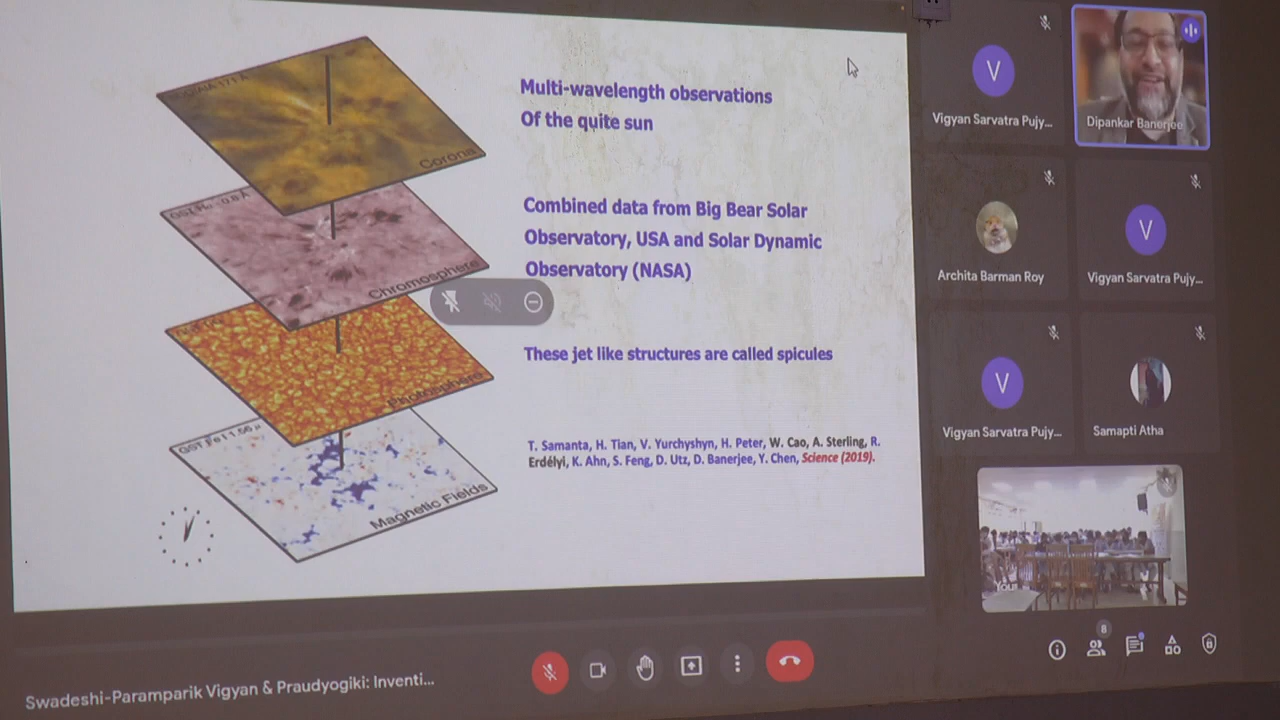 171 Å
Corona
Chromosphere
Photosphere
Magnetic Fields
Multi-wavelength observations
Of the quite sun
Combined data from Big Bear Solar
Observatory, USA and Solar Dynamic
Observatory (NASA)
These jet like structures are called spicules
T. Samanta, H. Tian, V. Yurchyshyn, H. Peter, W. Cao, A. Sterling, R.
Erdélyi, K. Ahn, S. Feng, D. Utz, D. Banerjee, Y. Chen, Science (2019).
V
Vigyan Sarvatra Pujy...
Dipankar Banerjee
Archita Barman Roy
V
Vigyan Sarvatra Pujy...
V
Vigyan Sarvatra Pujy...
Samapti Atha
You
8
Swadeshi-Paramparik Vigyan & Praudyogiki: Inventi...